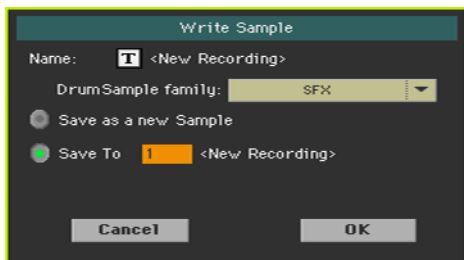 Write Sample
Name: T <New Recording>
DrumSample family: SFX
Save as a new Sample
Save To 1 <New Recording>
Cancel OK